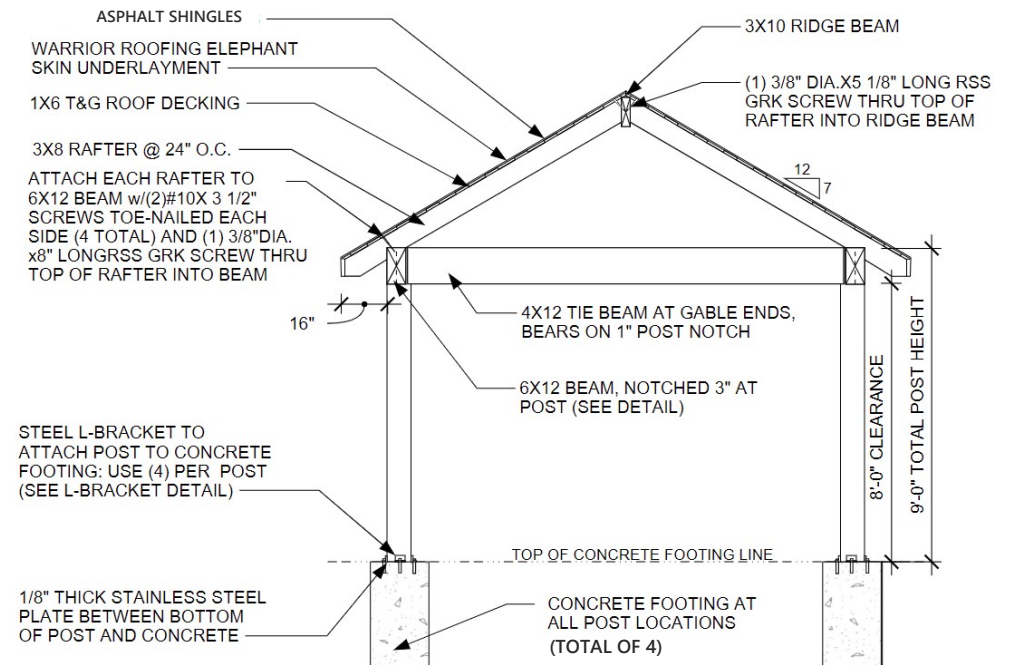 ASPHALT SHINGLES
WARRIOR ROOFING ELEPHANT
SKIN UNDERLAYMENT
1X6 T&G ROOF DECKING
3X8 RAFTER @ 24" O.C.
ATTACH EACH RAFTER TO
6X12 BEAM w/(2)#10X 3 1/2"
SCREWS TOE-NAILED EACH
SIDE (4 TOTAL) AND (1) 3/8"DIA.
x8" LONGRSS GRK SCREW THRU
TOP OF RAFTER INTO BEAM
3X10 RIDGE BEAM
(1) 3/8" DIA.X5 1/8" LONG RSS
GRK SCREW THRU TOP OF
RAFTER INTO RIDGE BEAM
12
7
16"
4X12 TIE BEAM AT GABLE ENDS,
BEARS ON 1" POST NOTCH
6X12 BEAM, NOTCHED 3" AT
POST (SEE DETAIL)
8'-0" CLEARANCE
9'-0" TOTAL POST HEIGHT
STEEL L-BRACKET TO
ATTACH POST TO CONCRETE
FOOTING: USE (4) PER POST
(SEE L-BRACKET DETAIL)
TOP OF CONCRETE FOOTING LINE
1/8" THICK STAINLESS STEEL
PLATE BETWEEN BOTTOM
OF POST AND CONCRETE
CONCRETE FOOTING AT
ALL POST LOCATIONS
(TOTAL OF 4)